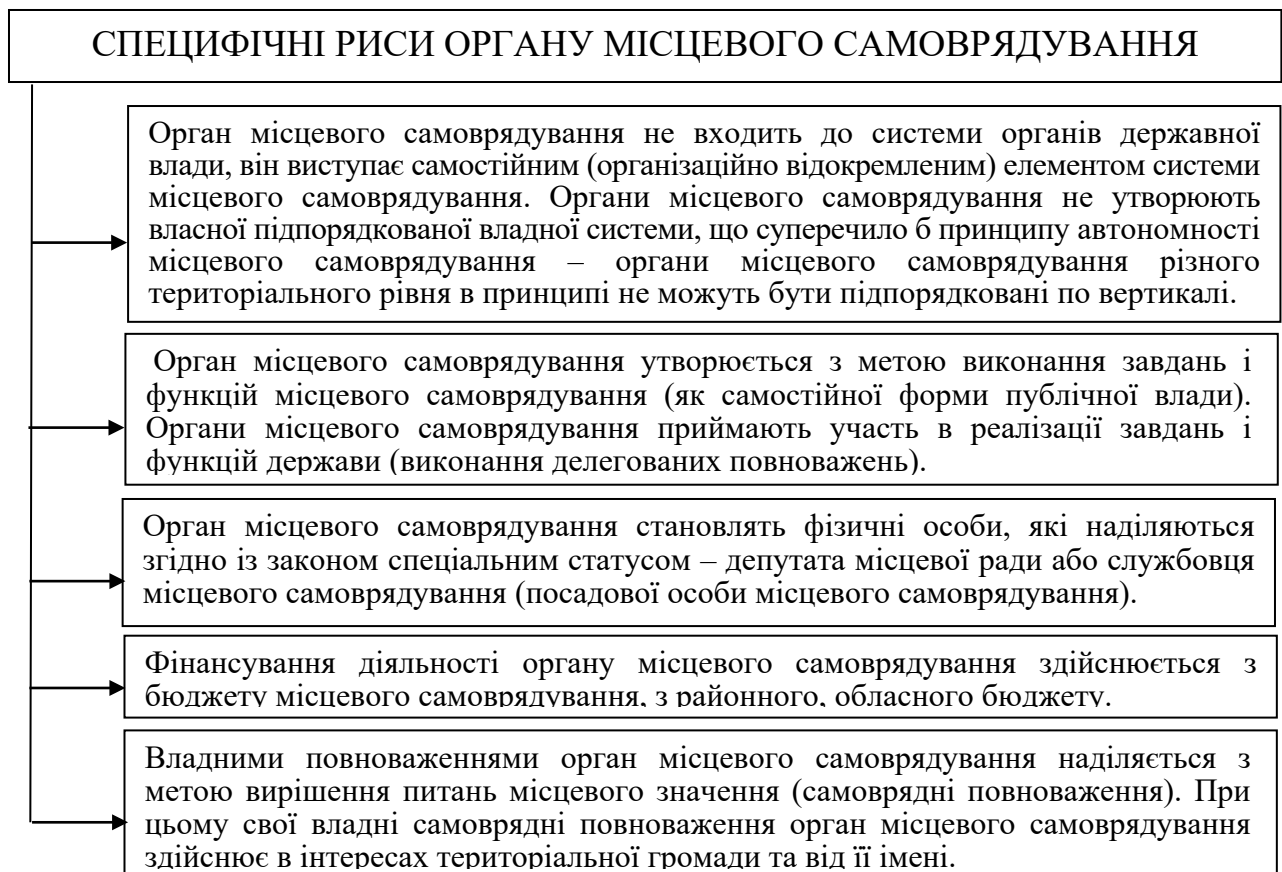 СПЕЦИФІЧНІ РИСИ ОРГАНУ МІСЦЕВОГО САМОВРЯДУВАННЯ
Орган місцевого самоврядування не входить до системи органів державної
влади, він виступає самостійним (організаційно відокремленим) елементом системи
місцевого самоврядування. Органи місцевого самоврядування не утворюють
власної підпорядкованої владної системи, що суперечило б принципу автономності
місцевого самоврядування – органи місцевого самоврядування різного
територіального рівня в принципі не можуть бути підпорядковані по вертикалі.
Орган місцевого самоврядування утворюється з метою виконання завдань і
функцій місцевого самоврядування (як самостійної форми публічної влади).
Органи місцевого самоврядування приймають участь в реалізації завдань і
функцій держави (виконання делегованих повноважень).
Орган місцевого самоврядування становлять фізичні особи, які наділяються
згідно із законом спеціальним статусом – депутата місцевої ради або службовця
місцевого самоврядування (посадової особи місцевого самоврядування).
Фінансування діяльності органу місцевого самоврядування здійснюється з
бюджету місцевого самоврядування, з районного, обласного бюджету.
Владними повноваженнями орган місцевого самоврядування наділяється з
метою вирішення питань місцевого значення (самоврядні повноваження). При
цьому свої владні самоврядні повноваження орган місцевого самоврядування
здійснює в інтересах територіальної громади та від її імені.